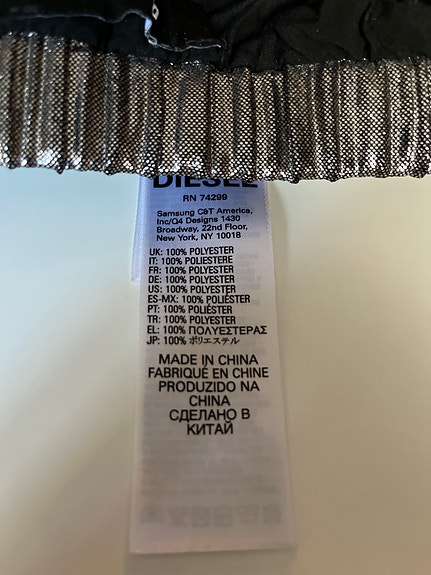 DIESEL
RN 74299
Samsung C&T America,
Inc/Q4 Designs 1430
Broadway, 22nd Floor,
New York, NY 10018
UK: 100% POLYESTER
IT: 100% POLIESTERE
FR: 100% POLYESTER
DE: 100% POLYESTER
US: 100% POLYESTER
ES-MX: 100% POLIÉSTER
PT: 100% POLIÉSTER
TR: 100% POLYESTER
EL: 100% ΠΟΛΥΕΣΤΕΡΑΣ
JP: 100% ポリエステル
MADE IN CHINA
FABRIQUÉ EN CHINE
PRODUZIDO NA
CHINA
СДЕЛАНО В
КИТАЙ